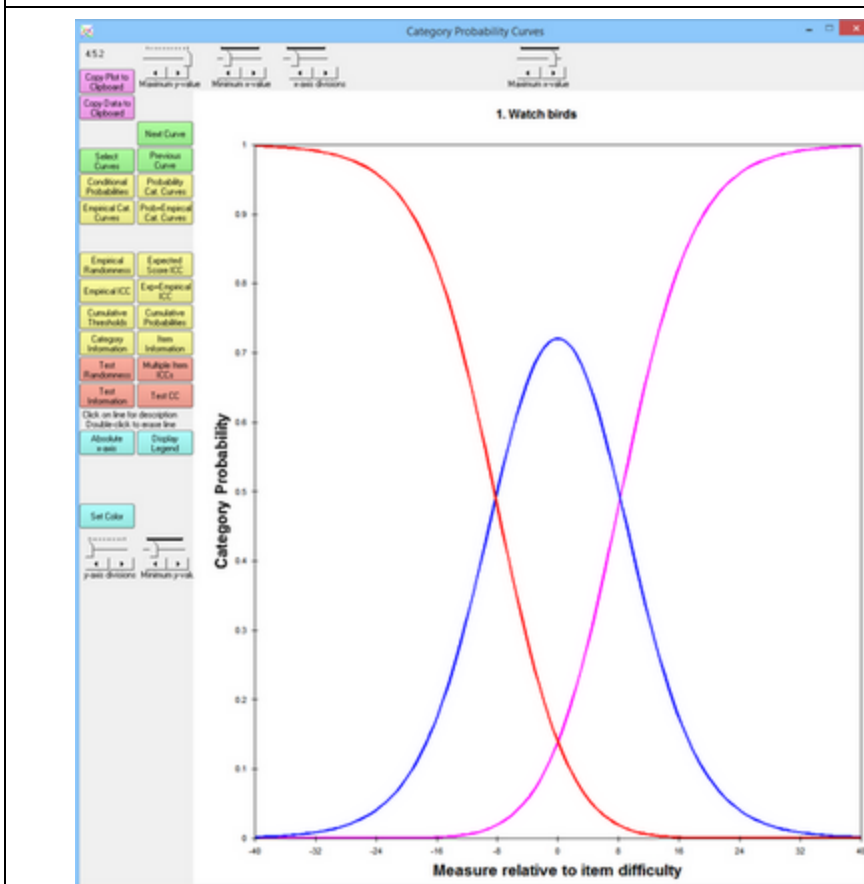 Category Probability Curves
4.5.2
Maximum y-value
Minimum x-value
x-axis divisions
Maximum x-value
Copy Plot to Clipboard
Copy Data to Clipboard
Next Curve
Select Curves
Previous Curve
Conditional Probabilities
Probability Cat. Curves
Empirical Cat. Curves
Prob+Empirical Cat. Curves
Empirical Randomness
Expected Score ICC
Empirical ICC
Exp+Empirical ICC
Cumulative Thresholds
Cumulative Probabilities
Category Information
Item Information
Test Randomness
Multiple Item ICCs
Test Information
Test CC
Click on line for description
Double-click to erase line
Absolute x-axis
Display Legend
Set Color
y-axis divisions
Minimum y-valu
1. Watch birds
Category Probability
1
0.9
0.8
0.7
0.6
0.5
0.4
0.3
0.2
0.1
0
-40 -32 -24 -16 -8 0 8 16 24 32 40
Measure relative to item difficulty